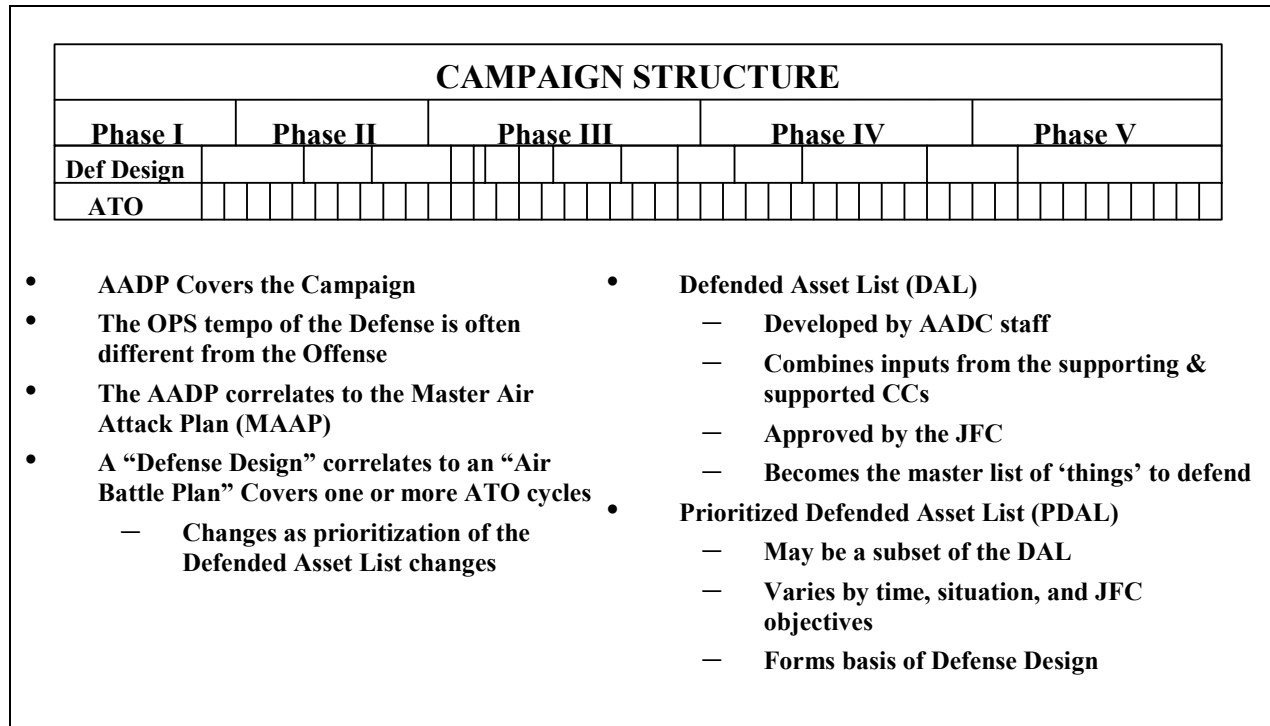 CAMPAIGN STRUCTURE
Phase I Phase II Phase III Phase IV Phase V
Def Design
ATO
• AADP Covers the Campaign
• The OPS tempo of the Defense is often
different from the Offense
• The AADP correlates to the Master Air
Attack Plan (MAAP)
• A “Defense Design” correlates to an “Air
Battle Plan” Covers one or more ATO cycles
— Changes as prioritization of the
Defended Asset List changes
• Defended Asset List (DAL)
— Developed by AADC staff
— Combines inputs from the supporting &
supported CCs
— Approved by the JFC
— Becomes the master list of ‘things’ to defend
• Prioritized Defended Asset List (PDAL)
— May be a subset of the DAL
— Varies by time, situation, and JFC
objectives
— Forms basis of Defense Design